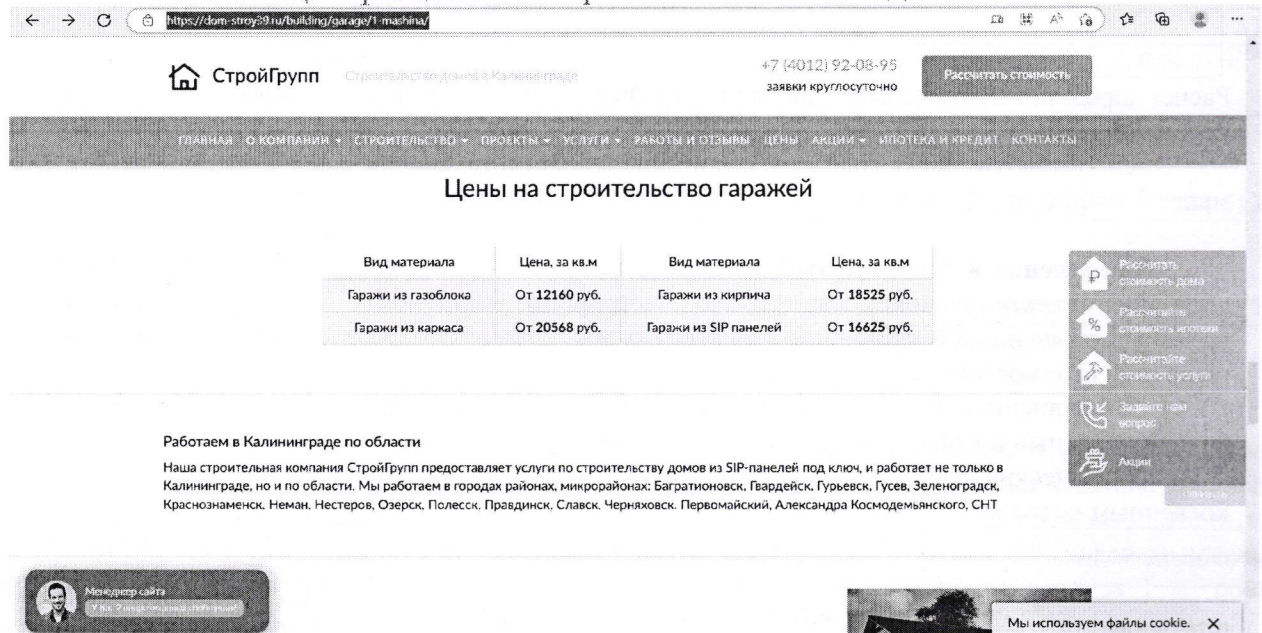 https://dom-stroy39.ru/building/garage/1-mashina/
СтройГрупп Строительство домов в Калининграде
+7 (4012) 92-08-95
заявки круглосуточно
Рассчитать стоимость
ГЛАВНАЯ О КОМПАНИИ СТРОИТЕЛЬСТВО ПРОЕКТЫ УСЛУГИ РАБОТЫ И ОТЗЫВЫ ЦЕНЫ АКЦИИ ИПОТЕКА И КРЕДИТ КОНТАКТЫ
Цены на строительство гаражей
Вид материала Цена, за кв.м Вид материала Цена, за кв.м
Гаражи из газоблока От 12160 руб. Гаражи из кирпича От 18525 руб.
Гаражи из каркаса От 20568 руб. Гаражи из SIP панелей От 16625 руб.
Рассчитать
стоимость дома
Рассчитайте
стоимость ипотеки
Рассчитайте
стоимость услуги
Задайте нам
вопрос
Акции
Работаем в Калининграде по области
Наша строительная компания СтройГрупп предоставляет услуги по строительству домов из SIP-панелей под ключ, и работает не только в
Калининграде, но и по области. Мы работаем в городах районах, микрорайонах: Багратионовск, Гвардейск, Гурьевск, Гусев, Зеленоградск,
Краснознаменск, Неман, Нестеров, Озерск, Полесск, Правдинск, Славск, Черняховск, Первомайский, Александра Космодемьянского, СНТ
Менеджер сайта
Мы используем файлы cookie.